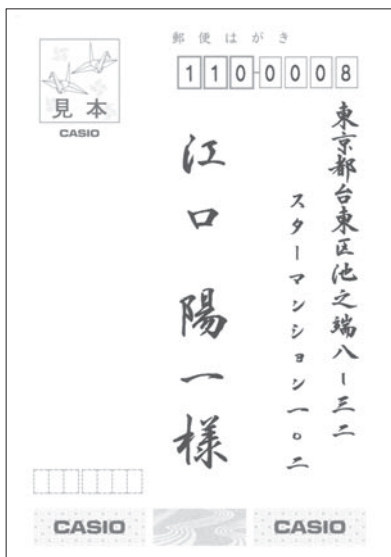 郵便はがき
110-0008
東京都台東区池之端八ー三二
スターマンション一〇二
江口 陽一様
見本
CASIO
CASIO
CASIO